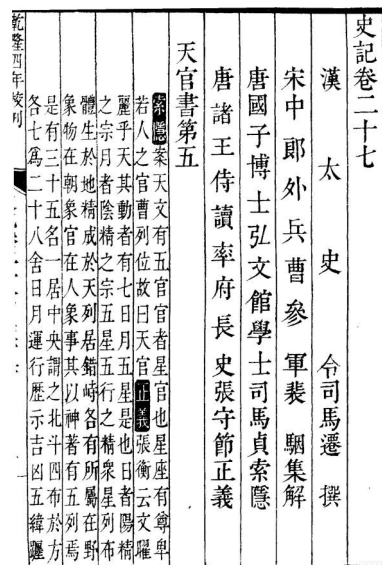 史記卷二十七
漢太史令司馬遷撰
宋中郎外兵曹參軍裴駰集解
唐國子博士弘文館學士司馬貞索隱
唐諸王侍讀率府長史張守節正義
天官書第五
索隱案天文有五官官者星官也星座有尊卑
若人之官曹列位故曰天官正義張衡云文曜
麗乎天其動者有七日月五星是也日者陽精
之宗月者陰精之宗五星五行之精眾星列布
體生於地精成於天列居錯峙各有所屬在野
象物在朝象官在人象事其以神著有五列焉
是有三十五名一居中央謂之北斗四布於方
各七爲二十八舍日月運行歷示吉凶五緯躔
乾隆四年校刊